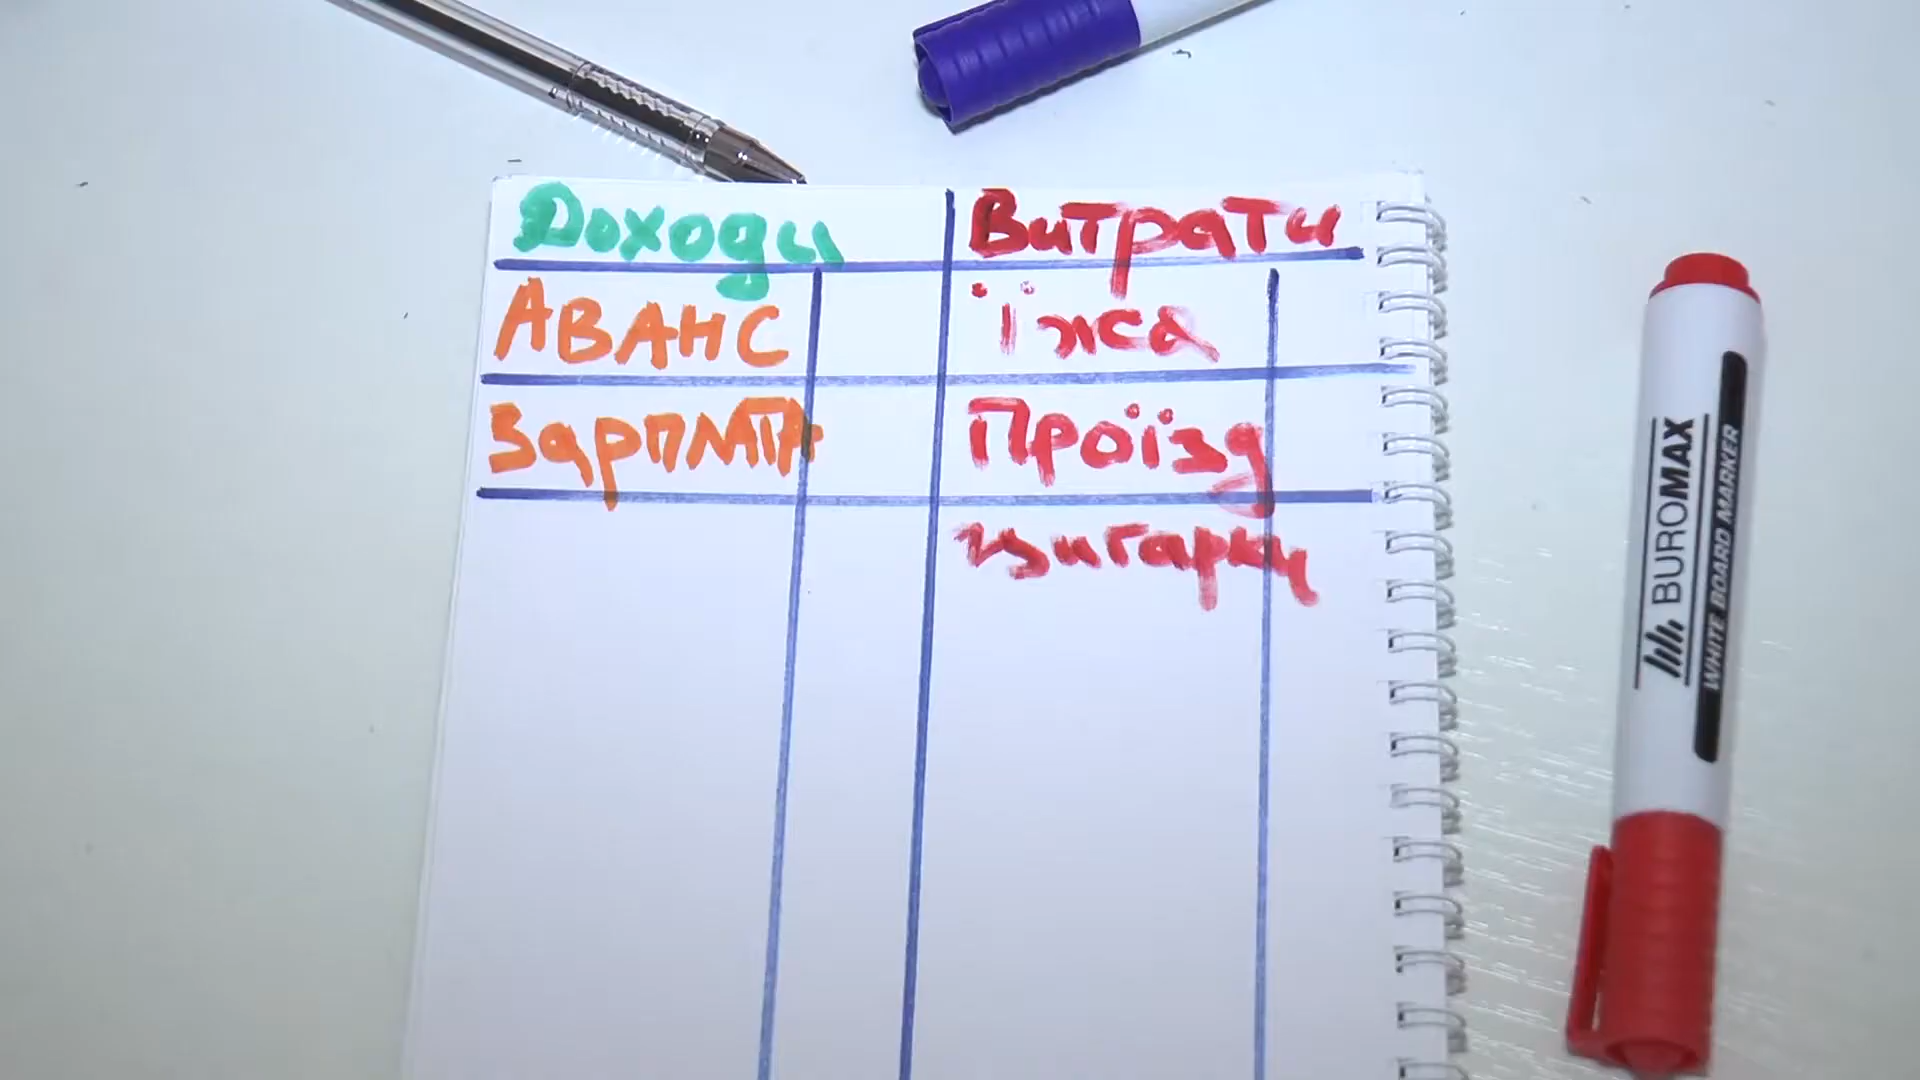 Доходи Витрати
АВАНС їжа
Зарплата Проїзд
цигарки
BUROMAX
WHITE BOARD MARKER